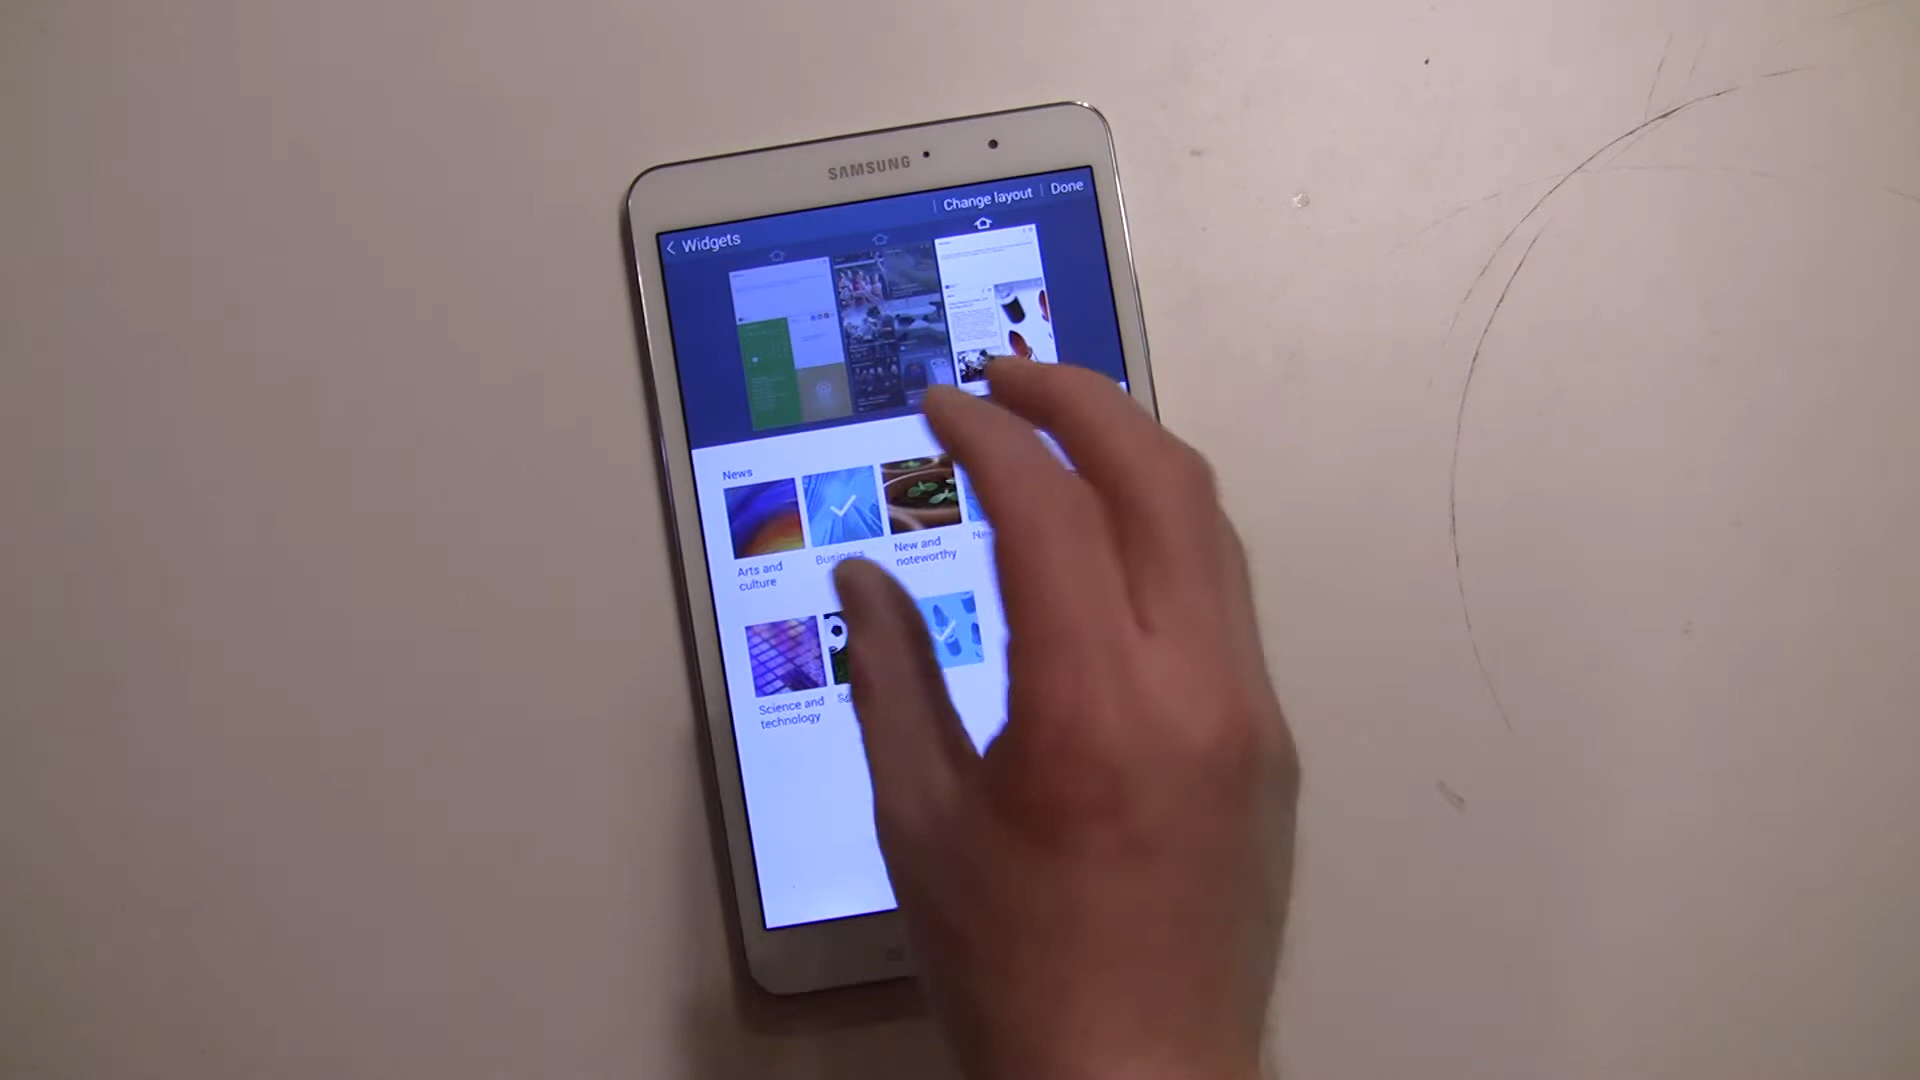 SAMSUNG
Change layout
Done
Widgets
News
Arts and
culture
Business
New and
noteworthy
Science and
technology